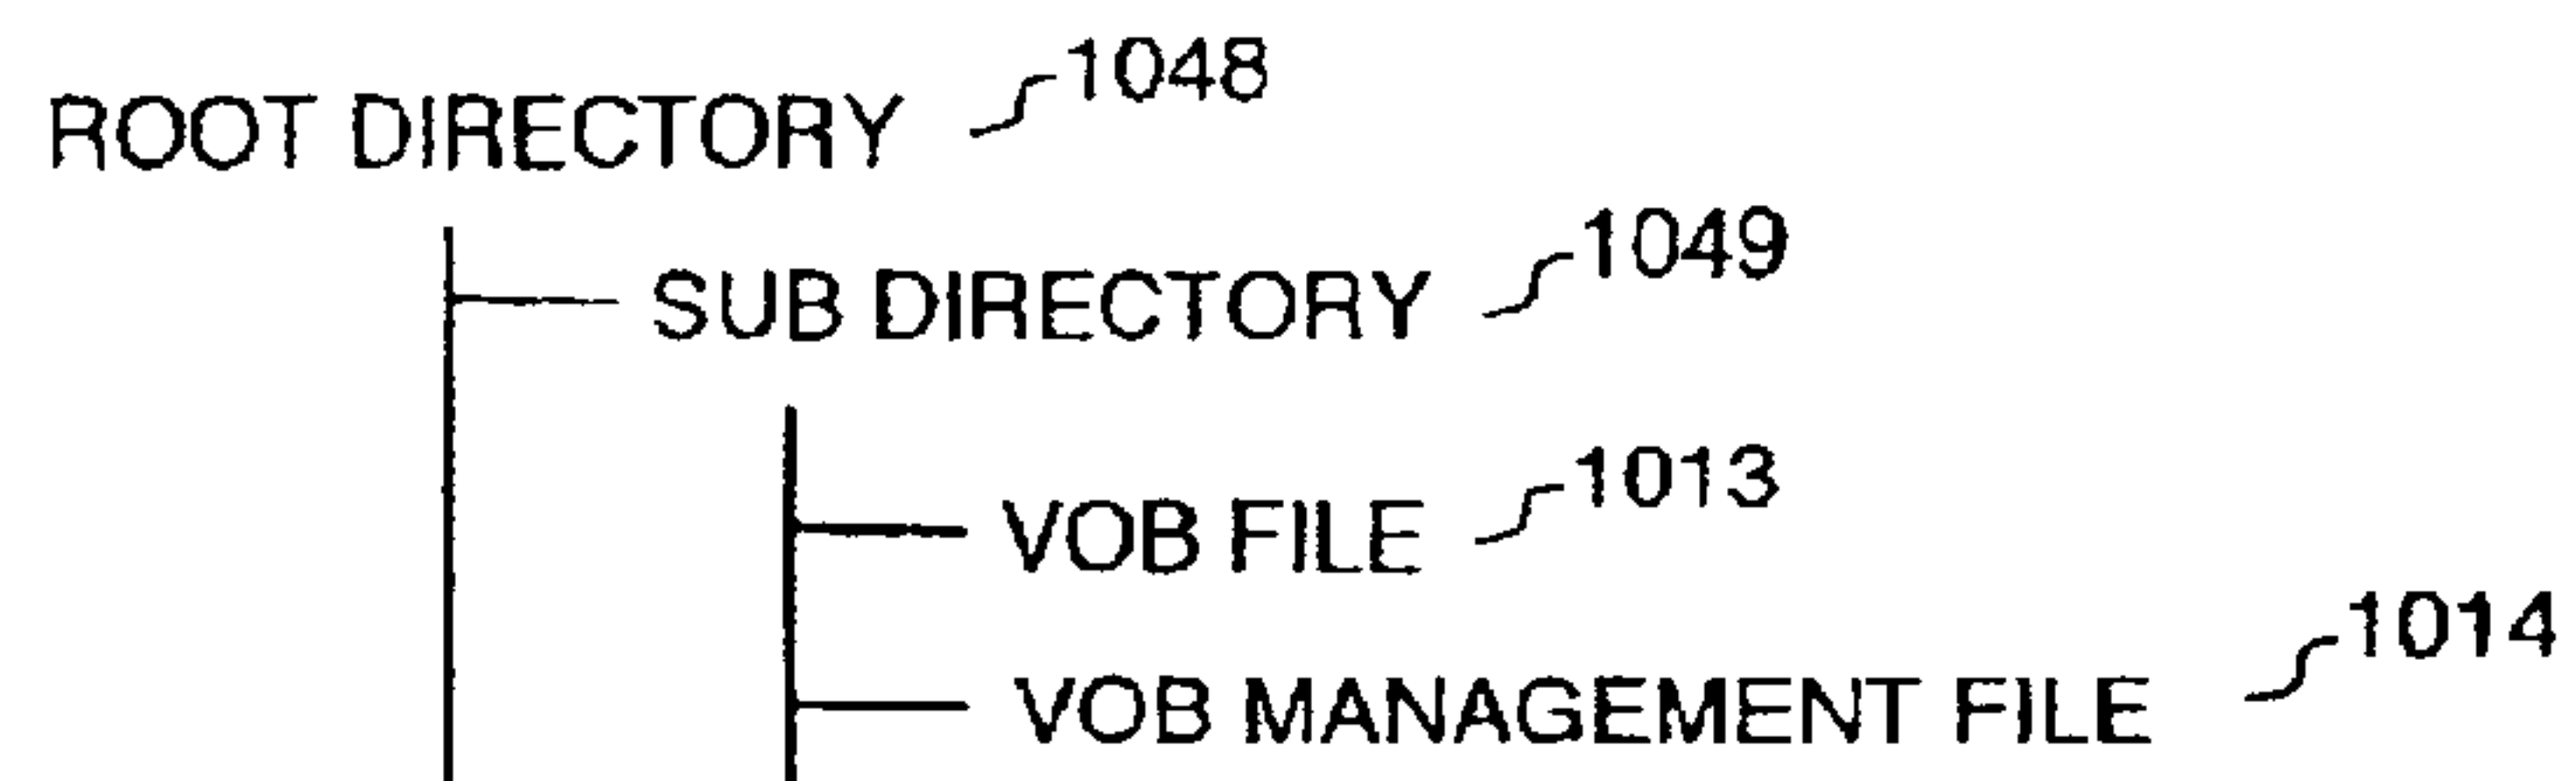 ROOT DIRECTORY 1048
SUB DIRECTORY 1049
VOB FILE 1013
VOB MANAGEMENT FILE 1014